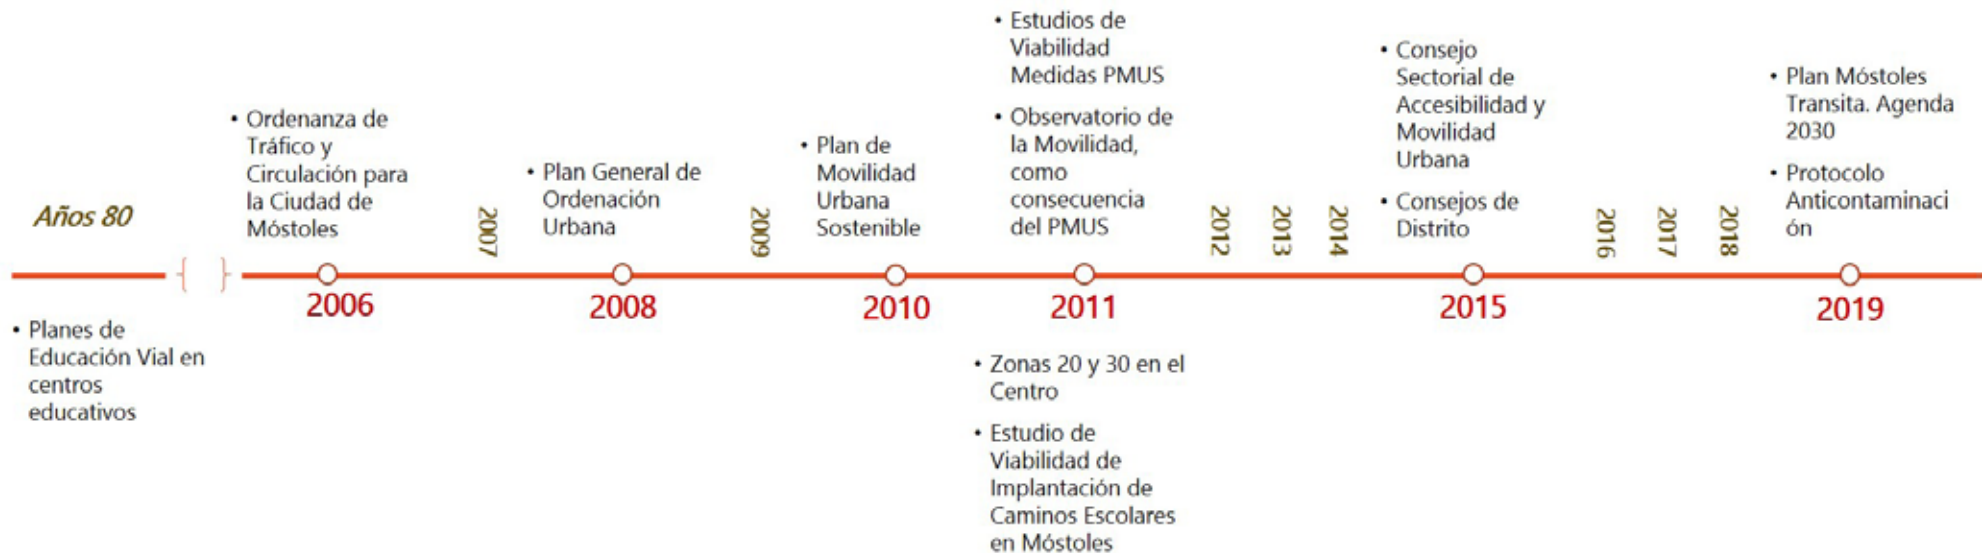 Años 80
• Planes de
Educación Vial en
centros
educativos
• Ordenanza de
Tráfico y
Circulación para
la Ciudad de
Móstoles
2006
2007
• Plan General de
Ordenación
Urbana
2008
2009
• Plan de
Movilidad
Urbana
Sostenible
2010
• Estudios de
Viabilidad
Medidas PMUS
• Observatorio de
la Movilidad,
como
consecuencia
del PMUS
2011
• Zonas 20 y 30 en el
Centro
• Estudio de
Viabilidad de
Implantación de
Caminos Escolares
en Móstoles
2012
2013
2014
• Consejo
Sectorial de
Accesibilidad y
Movilidad
Urbana
• Consejos de
Distrito
2015
2016
2017
2018
• Plan Móstoles
Transita. Agenda
2030
• Protocolo
Anticontaminaci
ón
2019